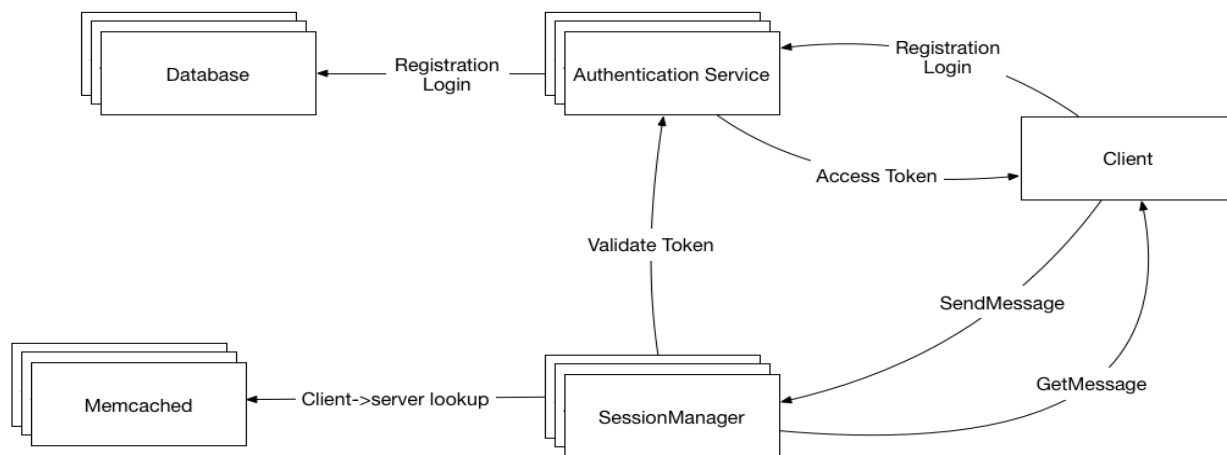 Database
Registration
Login
Authentication Service
Registration
Login
Client
Access Token
Validate Token
SendMessage
GetMessage
Memcached
Client->server lookup
SessionManager